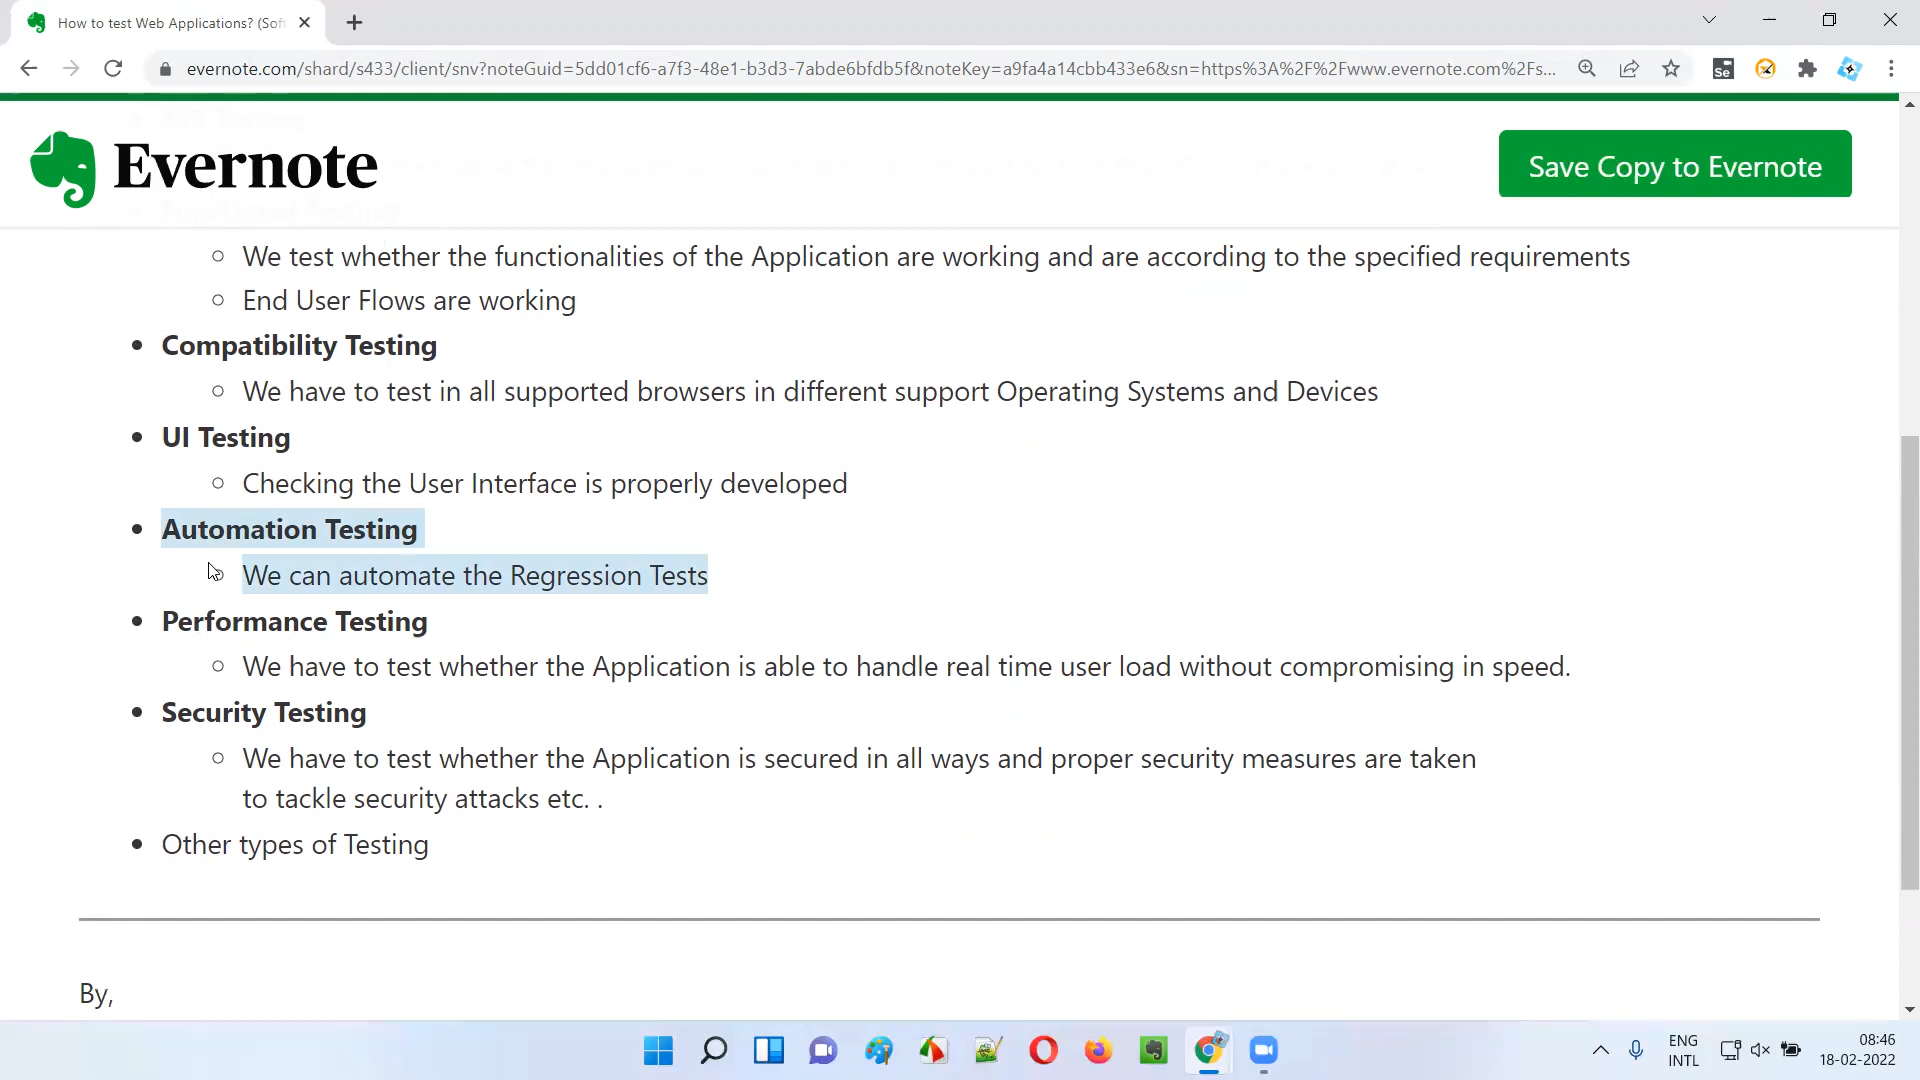 How to test Web Applications? (Sof
evernote.com/shard/s433/client/snv?noteGuid=5dd01cf6-a7f3-48e1-b3d3-7abde6bfdb5f&noteKey=a9fa4a14cbb433e6&sn=https%3A%2F%2Fwww.evernote.com%2Fs...
Se
Evernote
Save Copy to Evernote
We test whether the functionalities of the Application are working and are according to the specified requirements
End User Flows are working
Compatibility Testing
We have to test in all supported browsers in different support Operating Systems and Devices
UI Testing
Checking the User Interface is properly developed
Automation Testing
We can automate the Regression Tests
Performance Testing
We have to test whether the Application is able to handle real time user load without compromising in speed.
Security Testing
We have to test whether the Application is secured in all ways and proper security measures are taken
to tackle security attacks etc. .
Other types of Testing
By,
ENG
INTL
08:46
18-02-2022